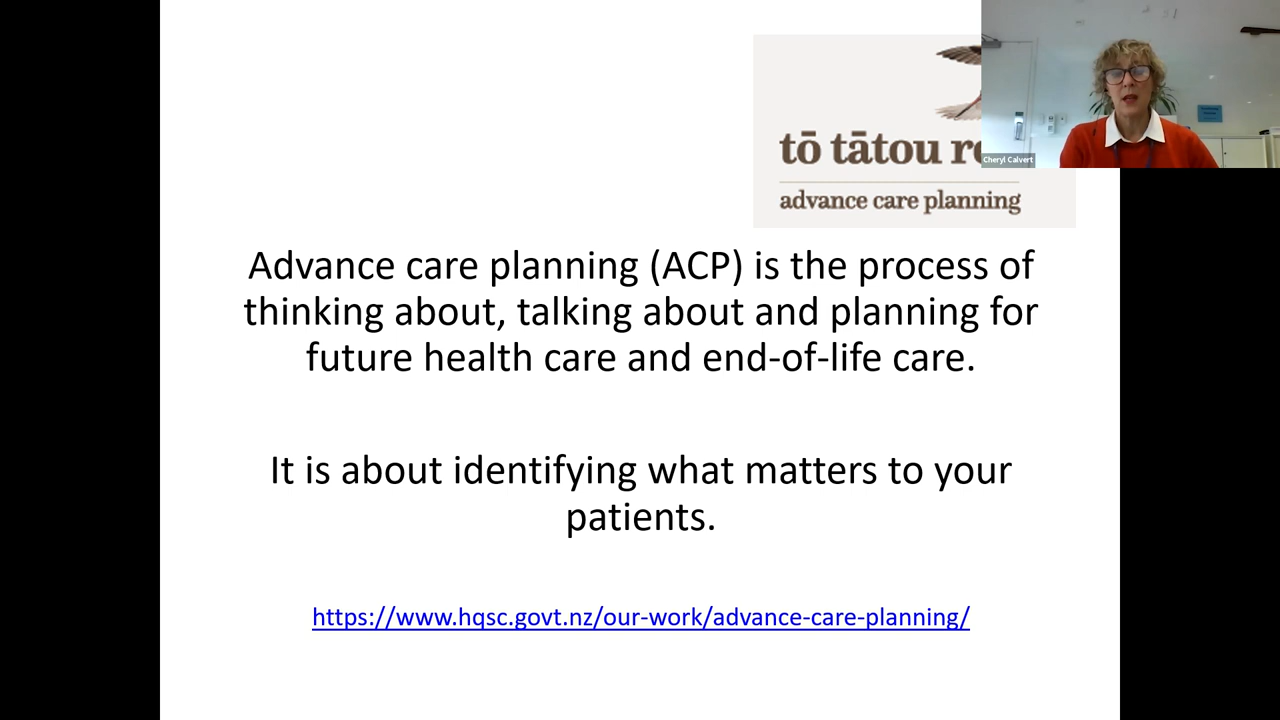 tō tātou
Cheryl Calvert
advance care planning
Advance care planning (ACP) is the process of
thinking about, talking about and planning for
future health care and end-of-life care.
It is about identifying what matters to your
patients.
https://www.hqsc.govt.nz/our-work/advance-care-planning/